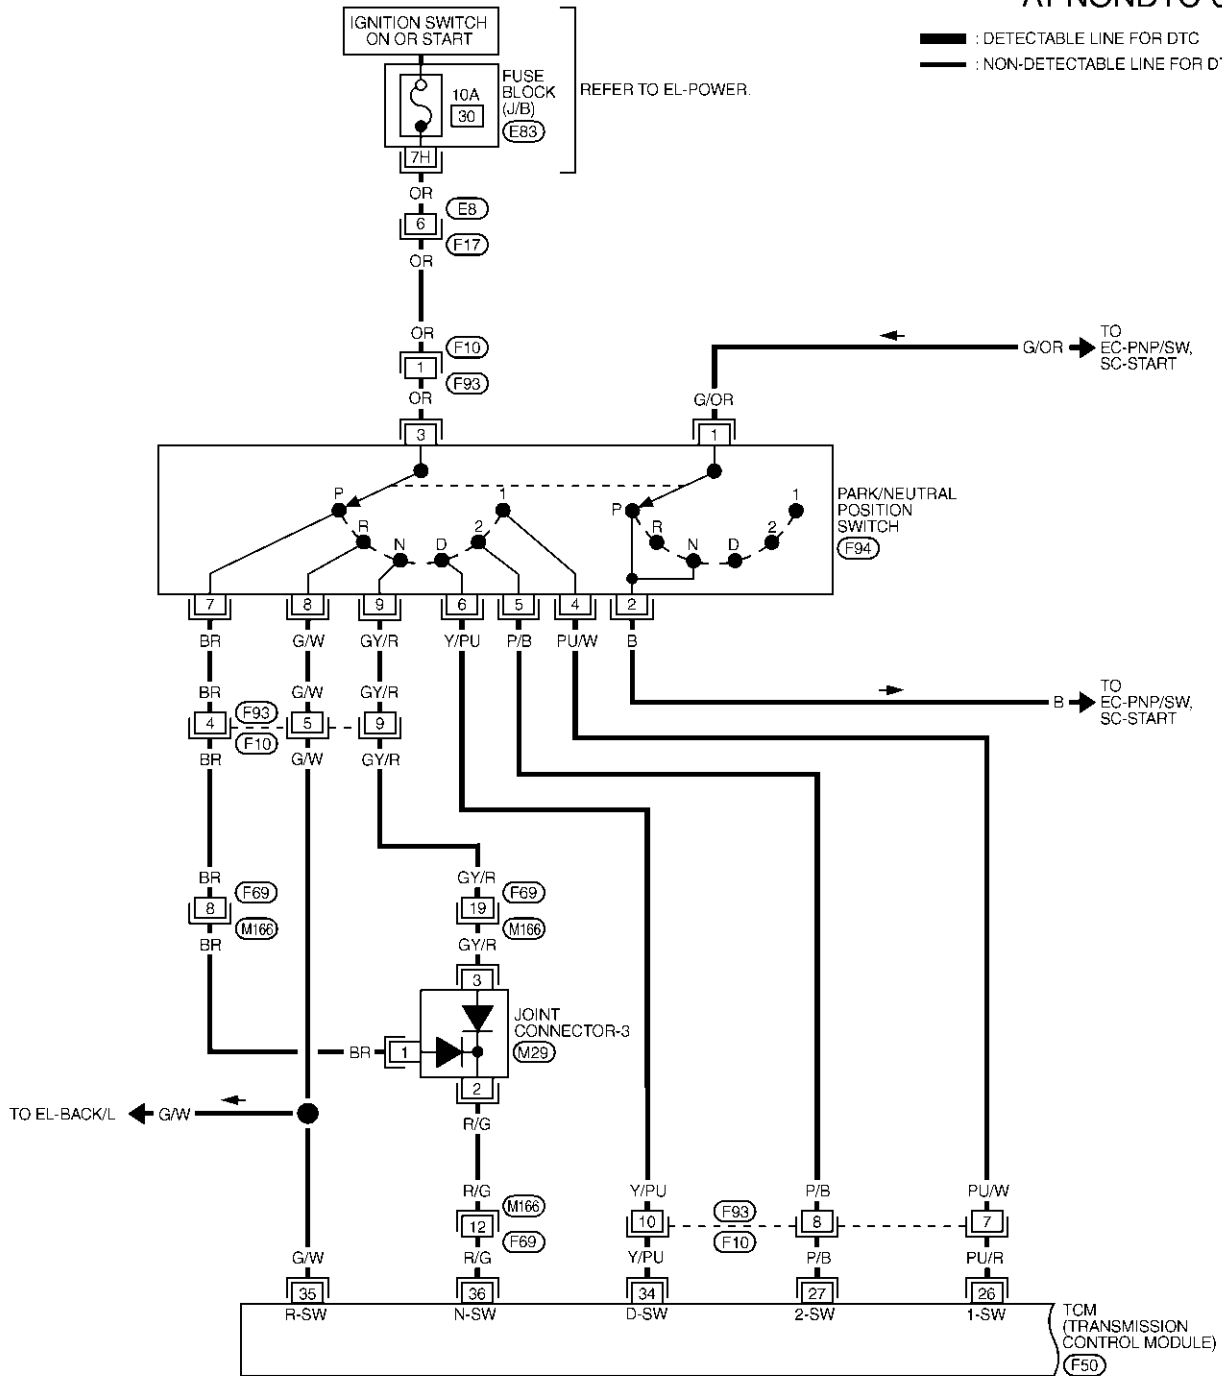 AT-NONDTC-0
: DETECTABLE LINE FOR DTC
: NON-DETECTABLE LINE FOR DT
IGNITION SWITCH
ON OR START
FUSE
BLOCK
(J/B)
E83
10A
30
7H
REFER TO EL-POWER.
OR
6
E8
F17
OR
OR
1
F10
F93
OR
3
G/OR
TO
EC-PNP/SW,
SC-START
G/OR
1
P
R
N
D
2
1
P
R
N
D
2
1
PARK/NEUTRAL
POSITION
SWITCH
F94
7
8
9
6
5
4
2
BR
G/W
GY/R
Y/PU
P/B
PU/W
B
BR
G/W
GY/R
4
F93
F10
5
9
BR
G/W
GY/R
B
TO
EC-PNP/SW,
SC-START
BR
8
F69
M166
BR
GY/R
19
F69
M166
GY/R
3
JOINT
CONNECTOR-3
M29
BR
1
2
R/G
TO EL-BACK/L
G/W
R/G
12
M166
F69
R/G
Y/PU
P/B
PU/W
10
F93
F10
8
7
G/W
Y/PU
P/B
PU/R
35
36
34
27
26
R-SW
N-SW
D-SW
2-SW
1-SW
TCM
(TRANSMISSION
CONTROL MODULE)
F50